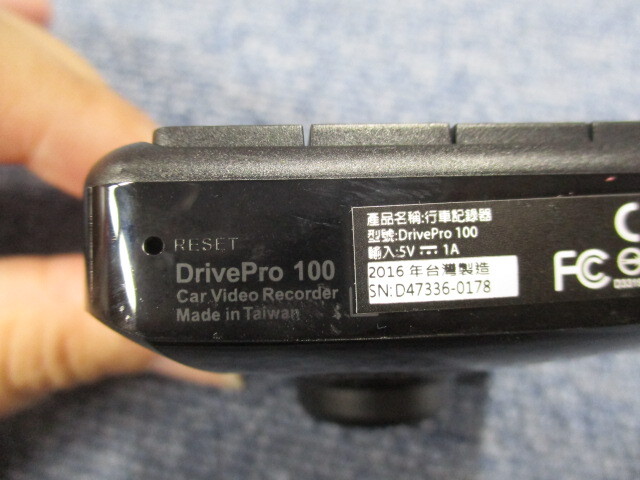 RESET
DrivePro 100
Car Video Recorder
Made in Taiwan
產品名稱:行車記錄器
型號:DrivePro 100
輸入:5V ⎓ 1A
2016 年台灣製造
SN:D47336-0178
FC